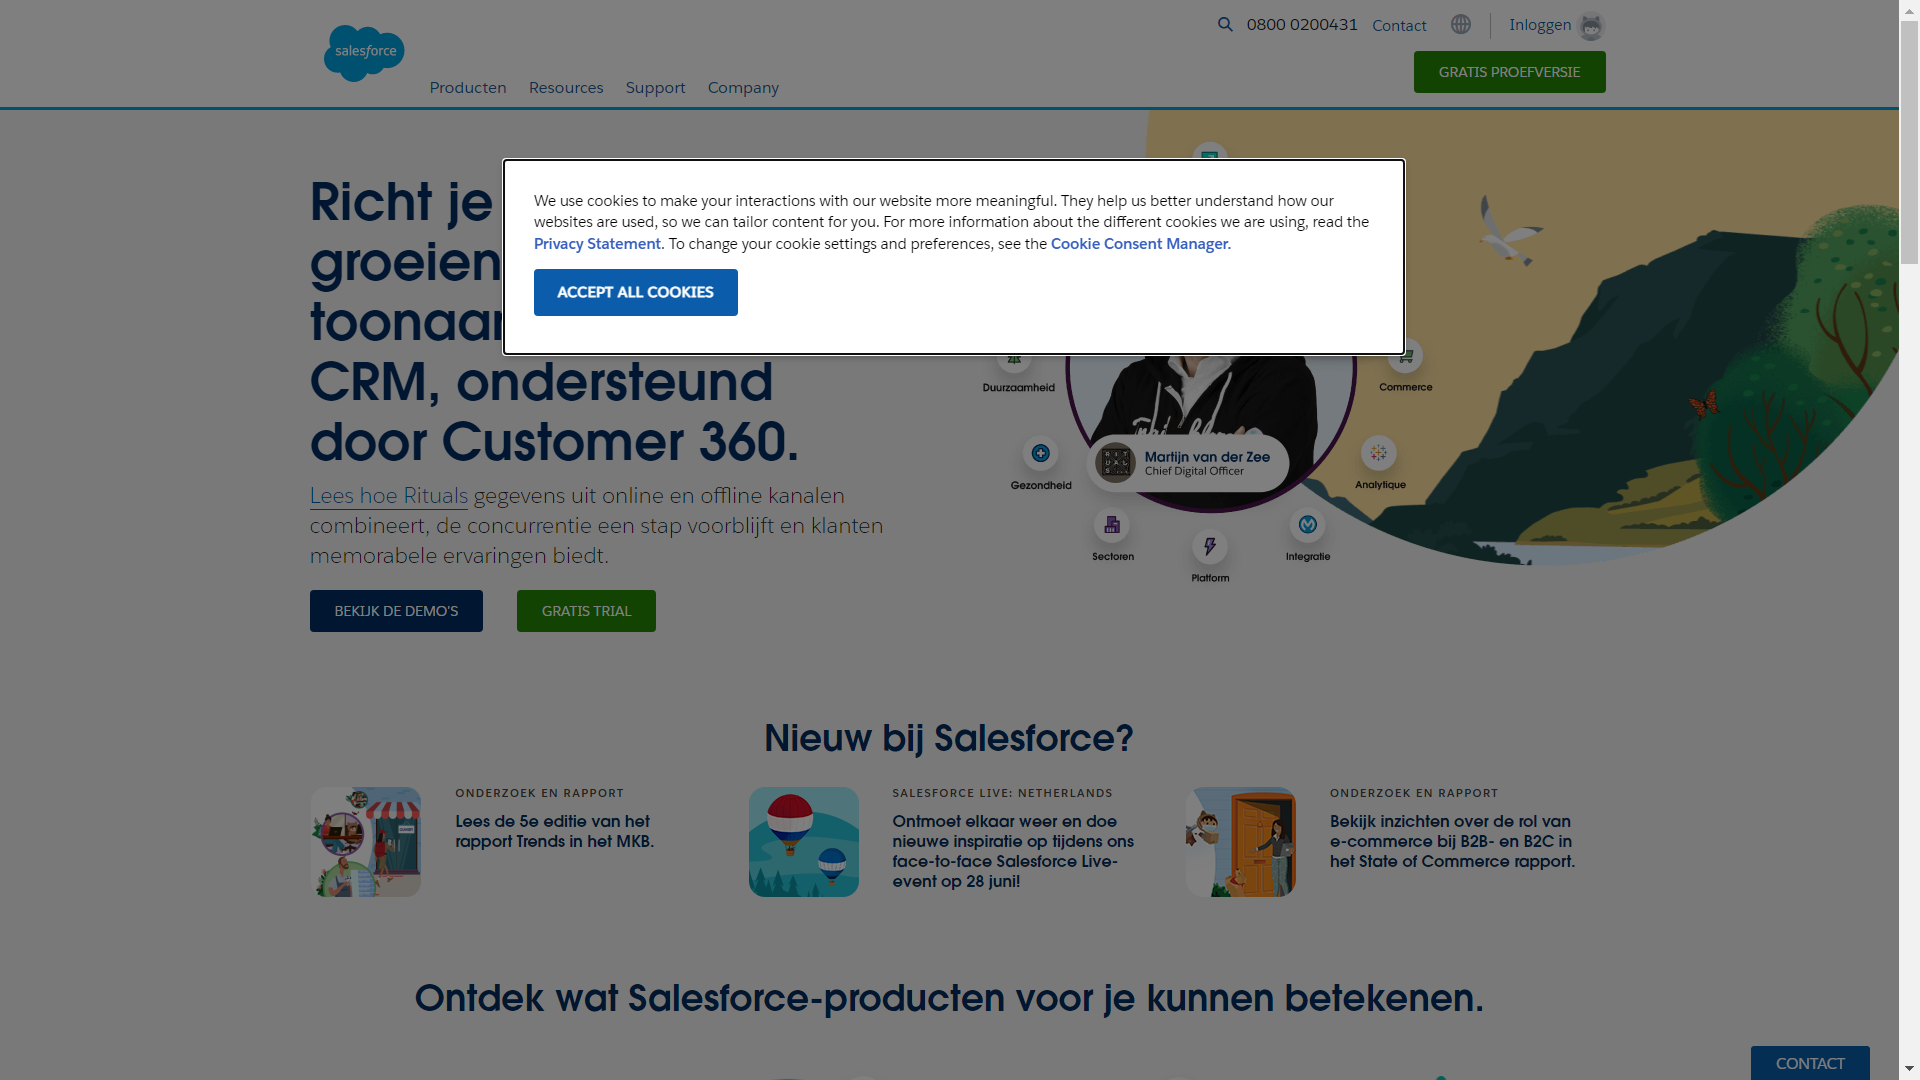 salesforce
0800 0200431
Contact
Inloggen
GRATIS PROEFVERSIE
Producten
Resources
Support
Company
We use cookies to make your interactions with our website more meaningful. They help us better understand how our
websites are used, so we can tailor content for you. For more information about the different cookies we are using, read the
Privacy Statement. To change your cookie settings and preferences, see the Cookie Consent Manager.
ACCEPT ALL COOKIES
Richt je
groeien
CRM, ondersteund
door Customer 360.
Lees hoe Rituals gegevens uit online en offline kanalen
combineert, de concurrentie een stap voorblijft en klanten
memorabele ervaringen biedt.
BEKIJK DE DEMO'S
GRATIS TRIAL
Duurzaamheid
Commerce
Gezondheid
RITUALS
Martijn van der Zee
Chief Digital Officer
Analytique
Sectoren
Platform
Integratie
Nieuw bij Salesforce?
ONDERZOEK EN RAPPORT
Lees de 5e editie van het
rapport Trends in het MKB.
SALESFORCE LIVE: NETHERLANDS
Ontmoet elkaar weer en doe
nieuwe inspiratie op tijdens ons
face-to-face Salesforce Live-
event op 28 juni!
ONDERZOEK EN RAPPORT
Bekijk inzichten over de rol van
e-commerce bij B2B- en B2C in
het State of Commerce rapport.
Ontdek wat Salesforce-producten voor je kunnen betekenen.
CONTACT